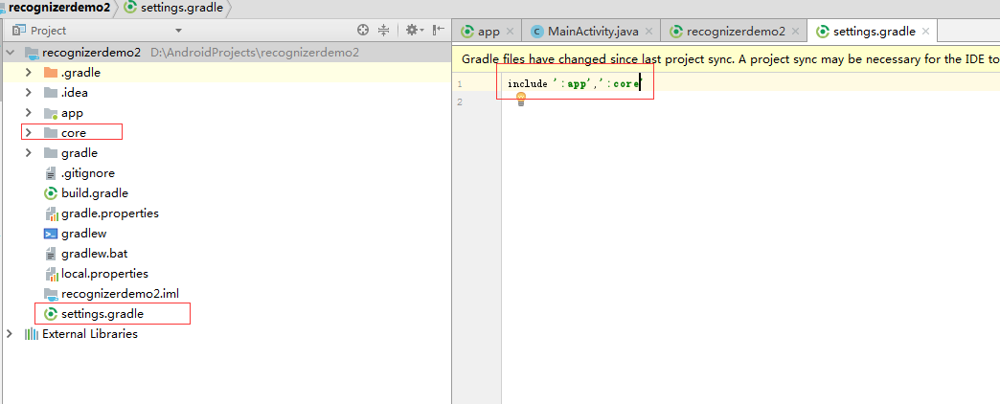 recognizerdemo2 settings.gradle
Project
recognizerdemo2 D:\AndroidProjects\recognizerdemo2
.gradle
.idea
app
core
gradle
.gitignore
build.gradle
gradle.properties
gradlew
gradlew.bat
local.properties
recognizerdemo2.iml
settings.gradle
External Libraries
app MainActivity.java recognizerdemo2 settings.gradle
Gradle files have changed since last project sync. A project sync may be necessary for the IDE to
1 include ':app',':core'
2